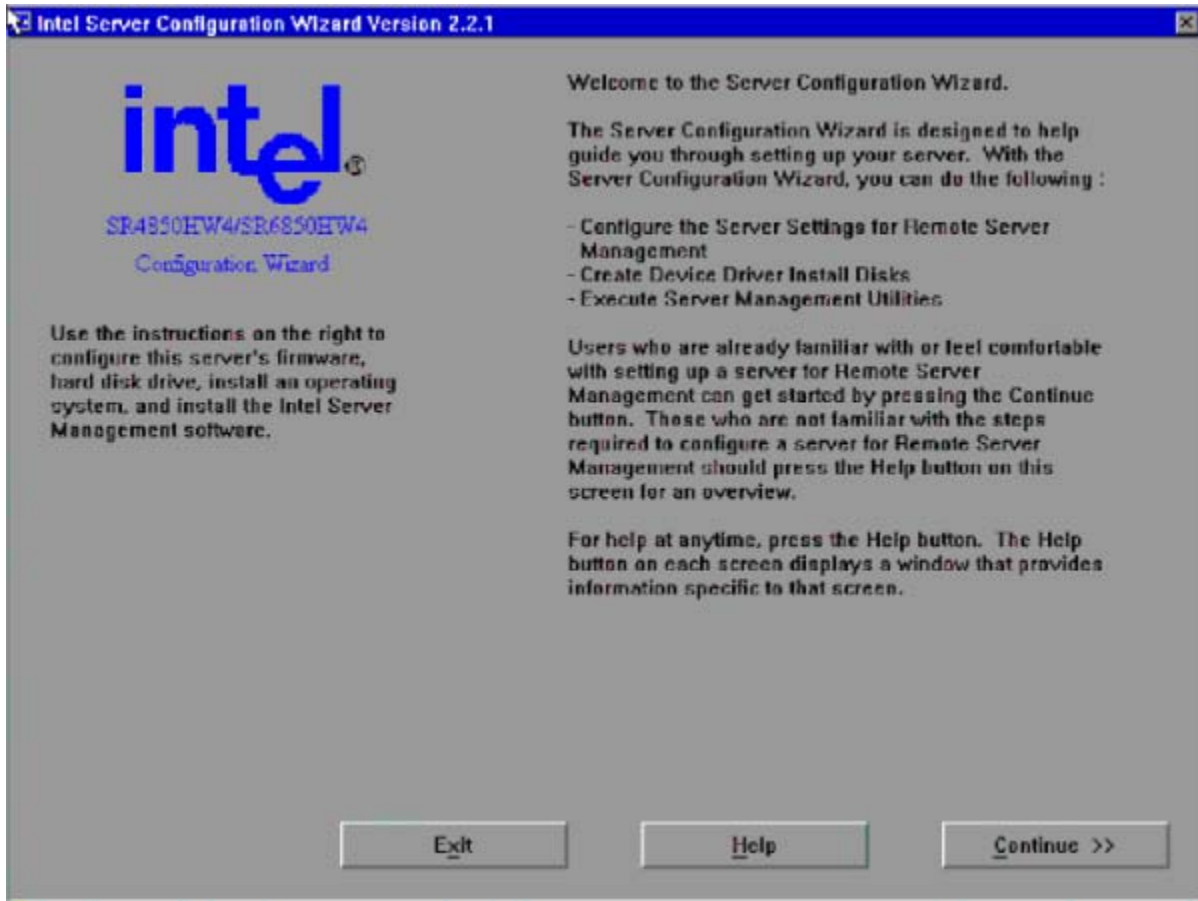 Intel Server Configuration Wizard Version 2.2.1
intel®
SR4850HW4/SR6850HW4
Configuration Wizard
Use the instructions on the right to
configure this server's firmware,
hard disk drive, install an operating
system, and install the Intel Server
Management software.
Welcome to the Server Configuration Wizard.
The Server Configuration Wizard is designed to help
guide you through setting up your server. With the
Server Configuration Wizard, you can do the following :
- Configure the Server Settings for Remote Server
Management
- Create Device Driver Install Disks
- Execute Server Management Utilities
Users who are already familiar with or feel comfortable
with setting up a server for Remote Server
Management can get started by pressing the Continue
button. Those who are not familiar with the steps
required to configure a server for Remote Server
Management should press the Help button on this
screen for an overview.
For help at anytime, press the Help button. The Help
button on each screen displays a window that provides
information specific to that screen.
Exit
Help
Continue >>